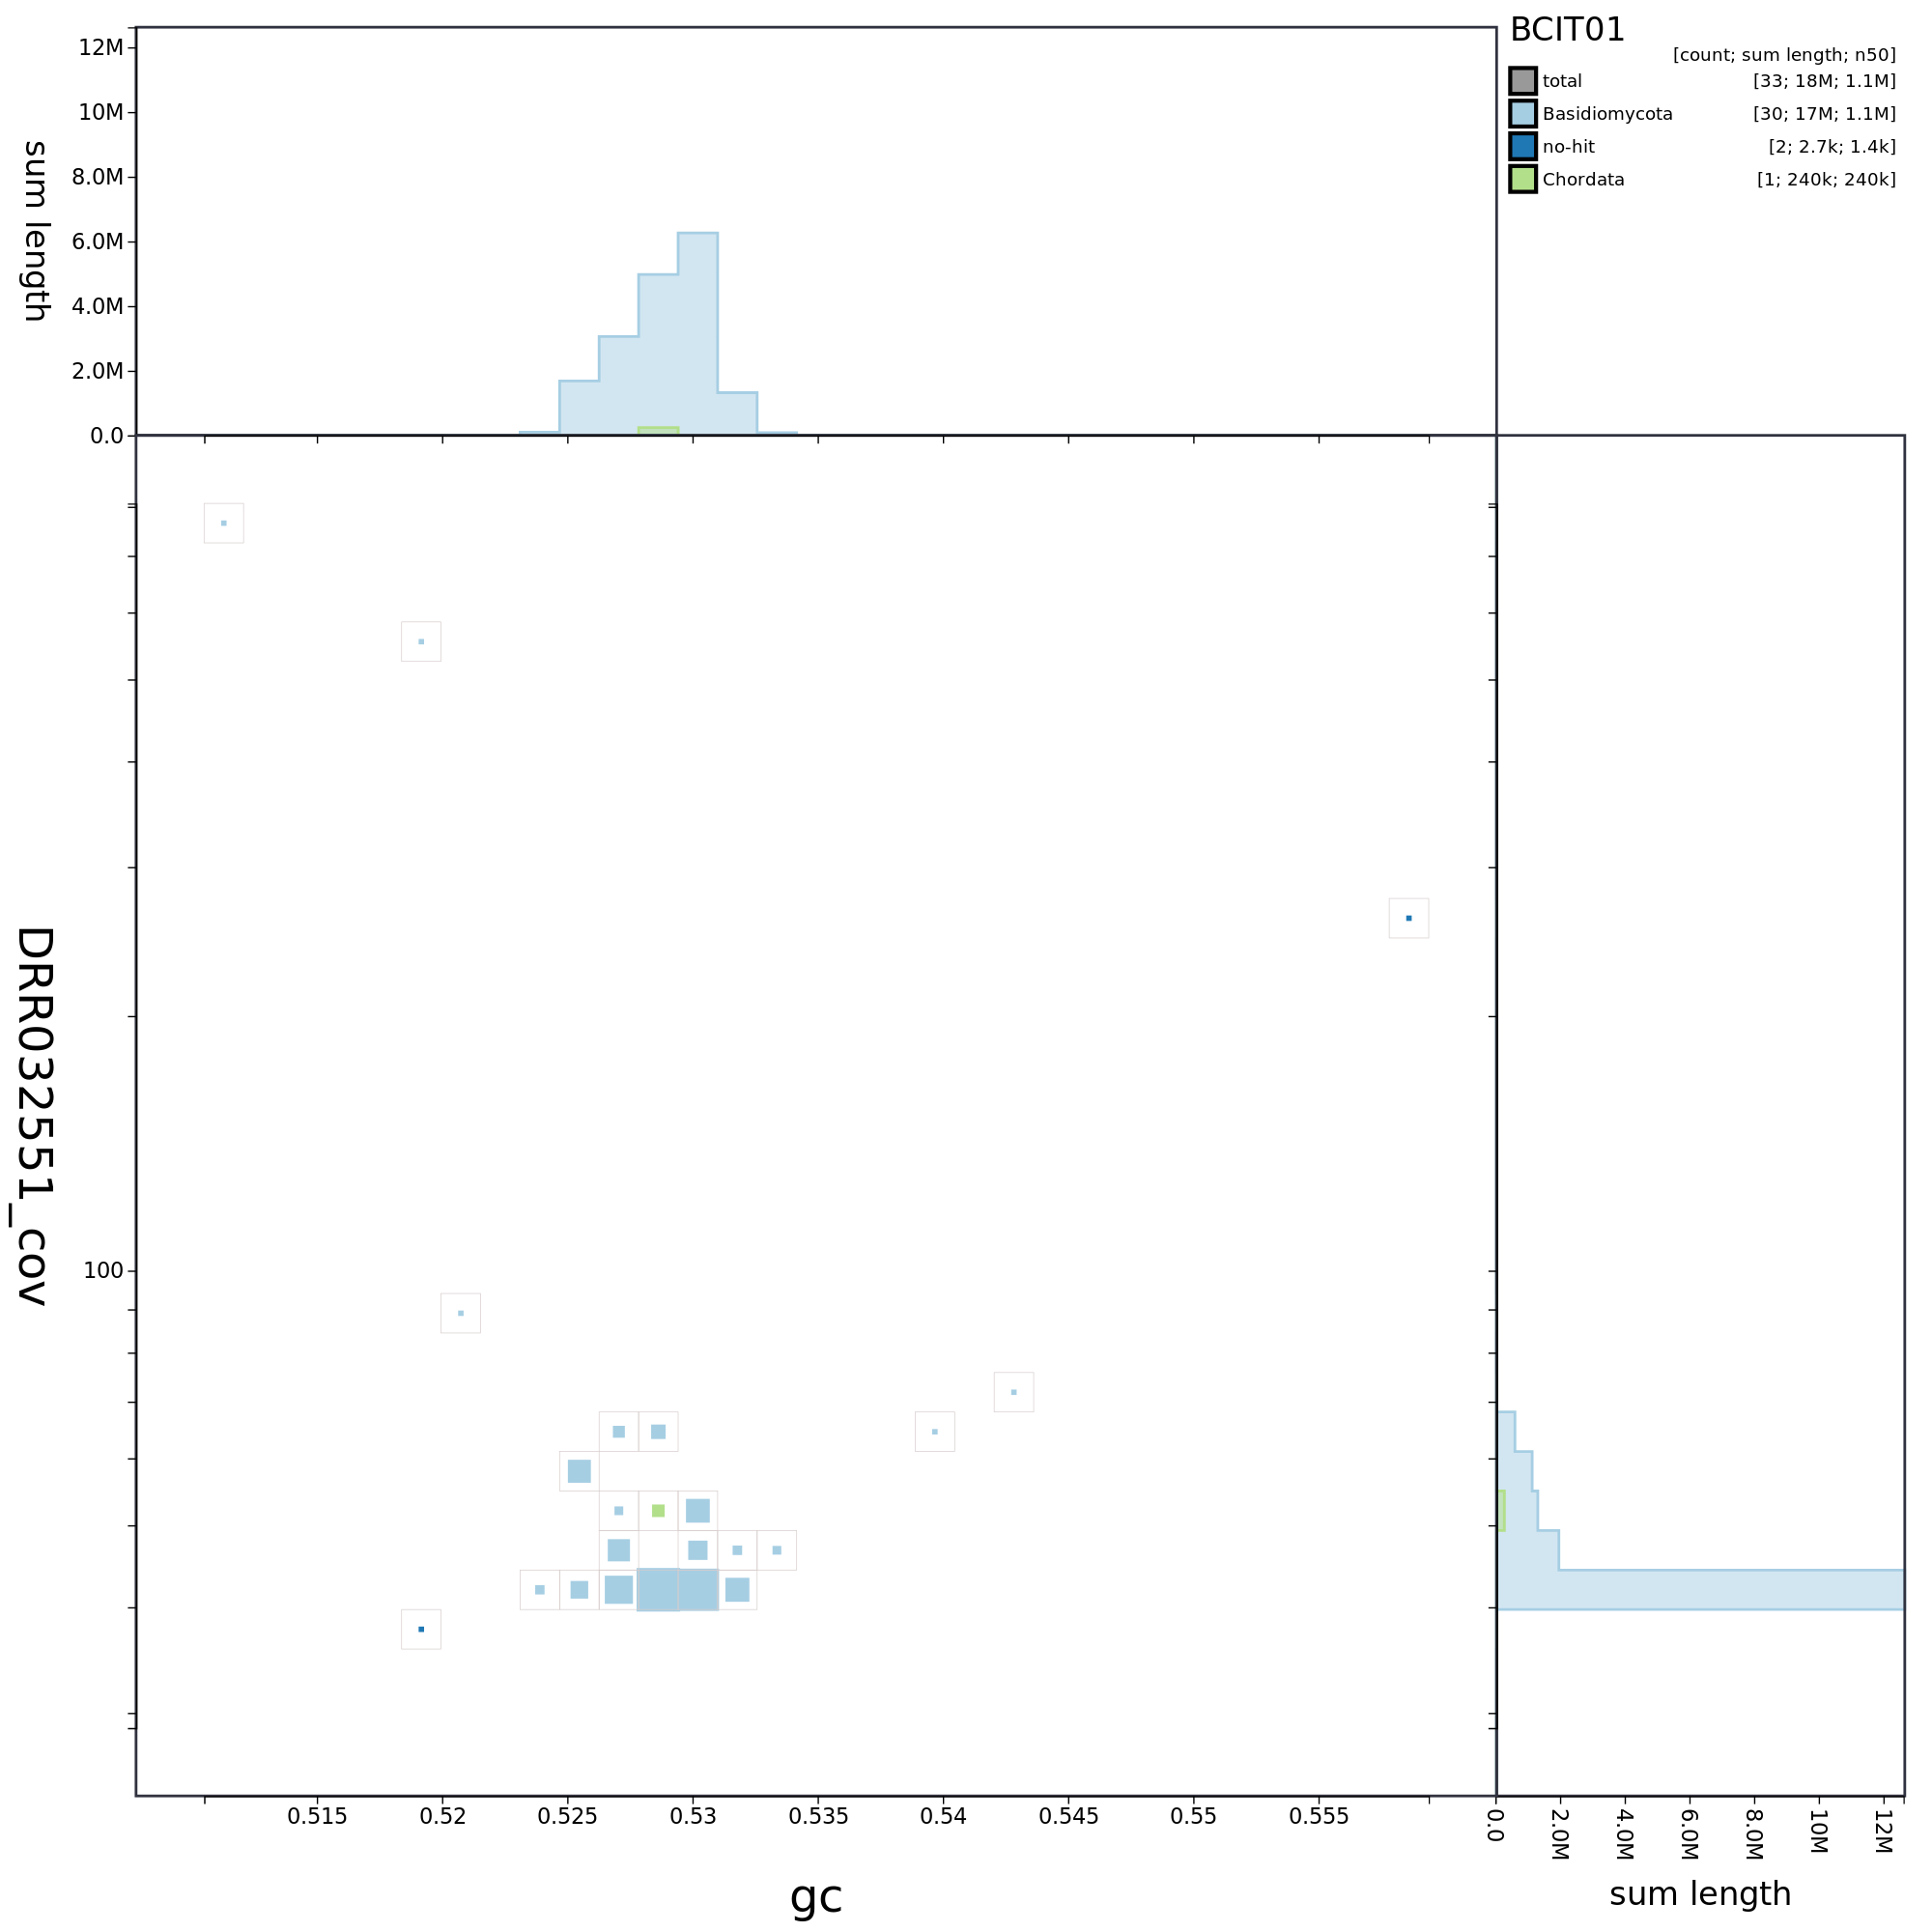 BCIT01
[count; sum length; n50]
total [33; 18M; 1.1M]
Basidiomycota [30; 17M; 1.1M]
no-hit [2; 2.7k; 1.4k]
Chordata [1; 240k; 240k]
sum length
12M
10M
8.0M
6.0M
4.0M
2.0M
0.0
DRR032551_cov
100
0.515 0.52 0.525 0.53 0.535 0.54 0.545 0.55 0.555
gc
0.0 2.0M 4.0M 6.0M 8.0M 10M 12M
sum length